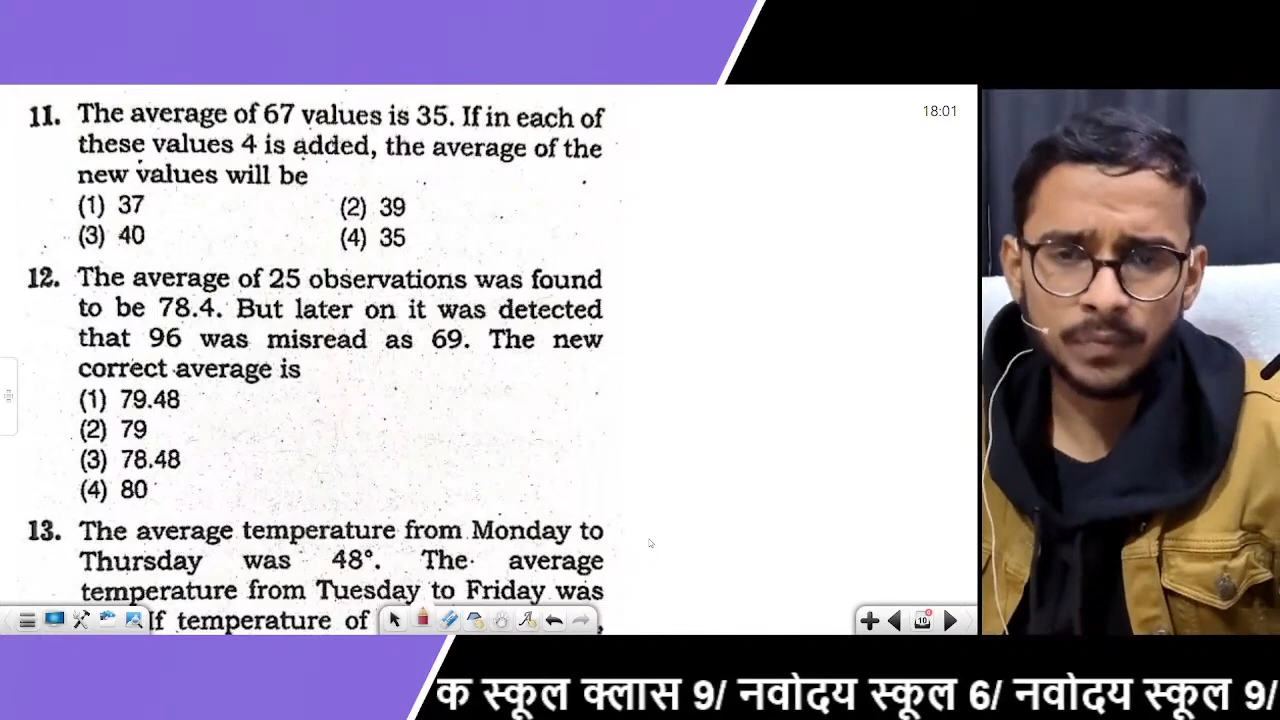 18:01
11. The average of 67 values is 35. If in each of
these values 4 is added, the average of the
new values will be
(1) 37 (2) 39
(3) 40 (4) 35
12. The average of 25 observations was found
to be 78.4. But later on it was detected
that 96 was misread as 69. The new
correct average is
(1) 79.48
(2) 79
(3) 78.48
(4) 80
13. The average temperature from Monday to
Thursday was 48°. The average
temperature from Tuesday to Friday was
If temperature of
10
क स्कूल क्लास 9/ नवोदय स्कूल 6/ नवोदय स्कूल 9/